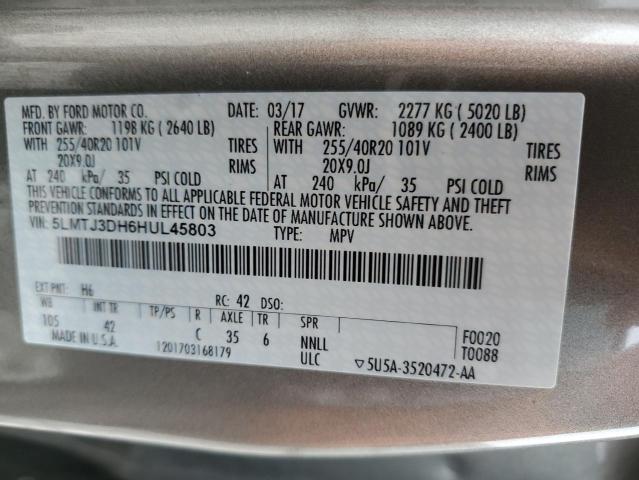 MFD. BY FORD MOTOR CO. DATE: 03/17 GVWR: 2277 KG ( 5020 LB)
FRONT GAWR: 1198 KG ( 2640 LB) REAR GAWR: 1089 KG ( 2400 LB)
WITH 255/40R20 101V TIRES WITH 255/40R20 101V TIRES
20X9.0J RIMS 20X9.0J RIMS
AT 240 kPa/ 35 PSI COLD AT 240 kPa/ 35 PSI COLD
THIS VEHICLE CONFORMS TO ALL APPLICABLE FEDERAL MOTOR VEHICLE SAFETY AND THEFT
PREVENTION STANDARDS IN EFFECT ON THE DATE OF MANUFACTURE SHOWN ABOVE.
VIN: 5LMTJ3DH6HUL45803 TYPE: MPV
EXT PNT: H6 RC: 42 DSO:
WB INT TR TP/PS R AXLE TR SPR
105 42 C 35 6 NNLL F0020
MADE IN U.S.A. 1201703168179 ULC ▽5U5A-3520472-AA T0088